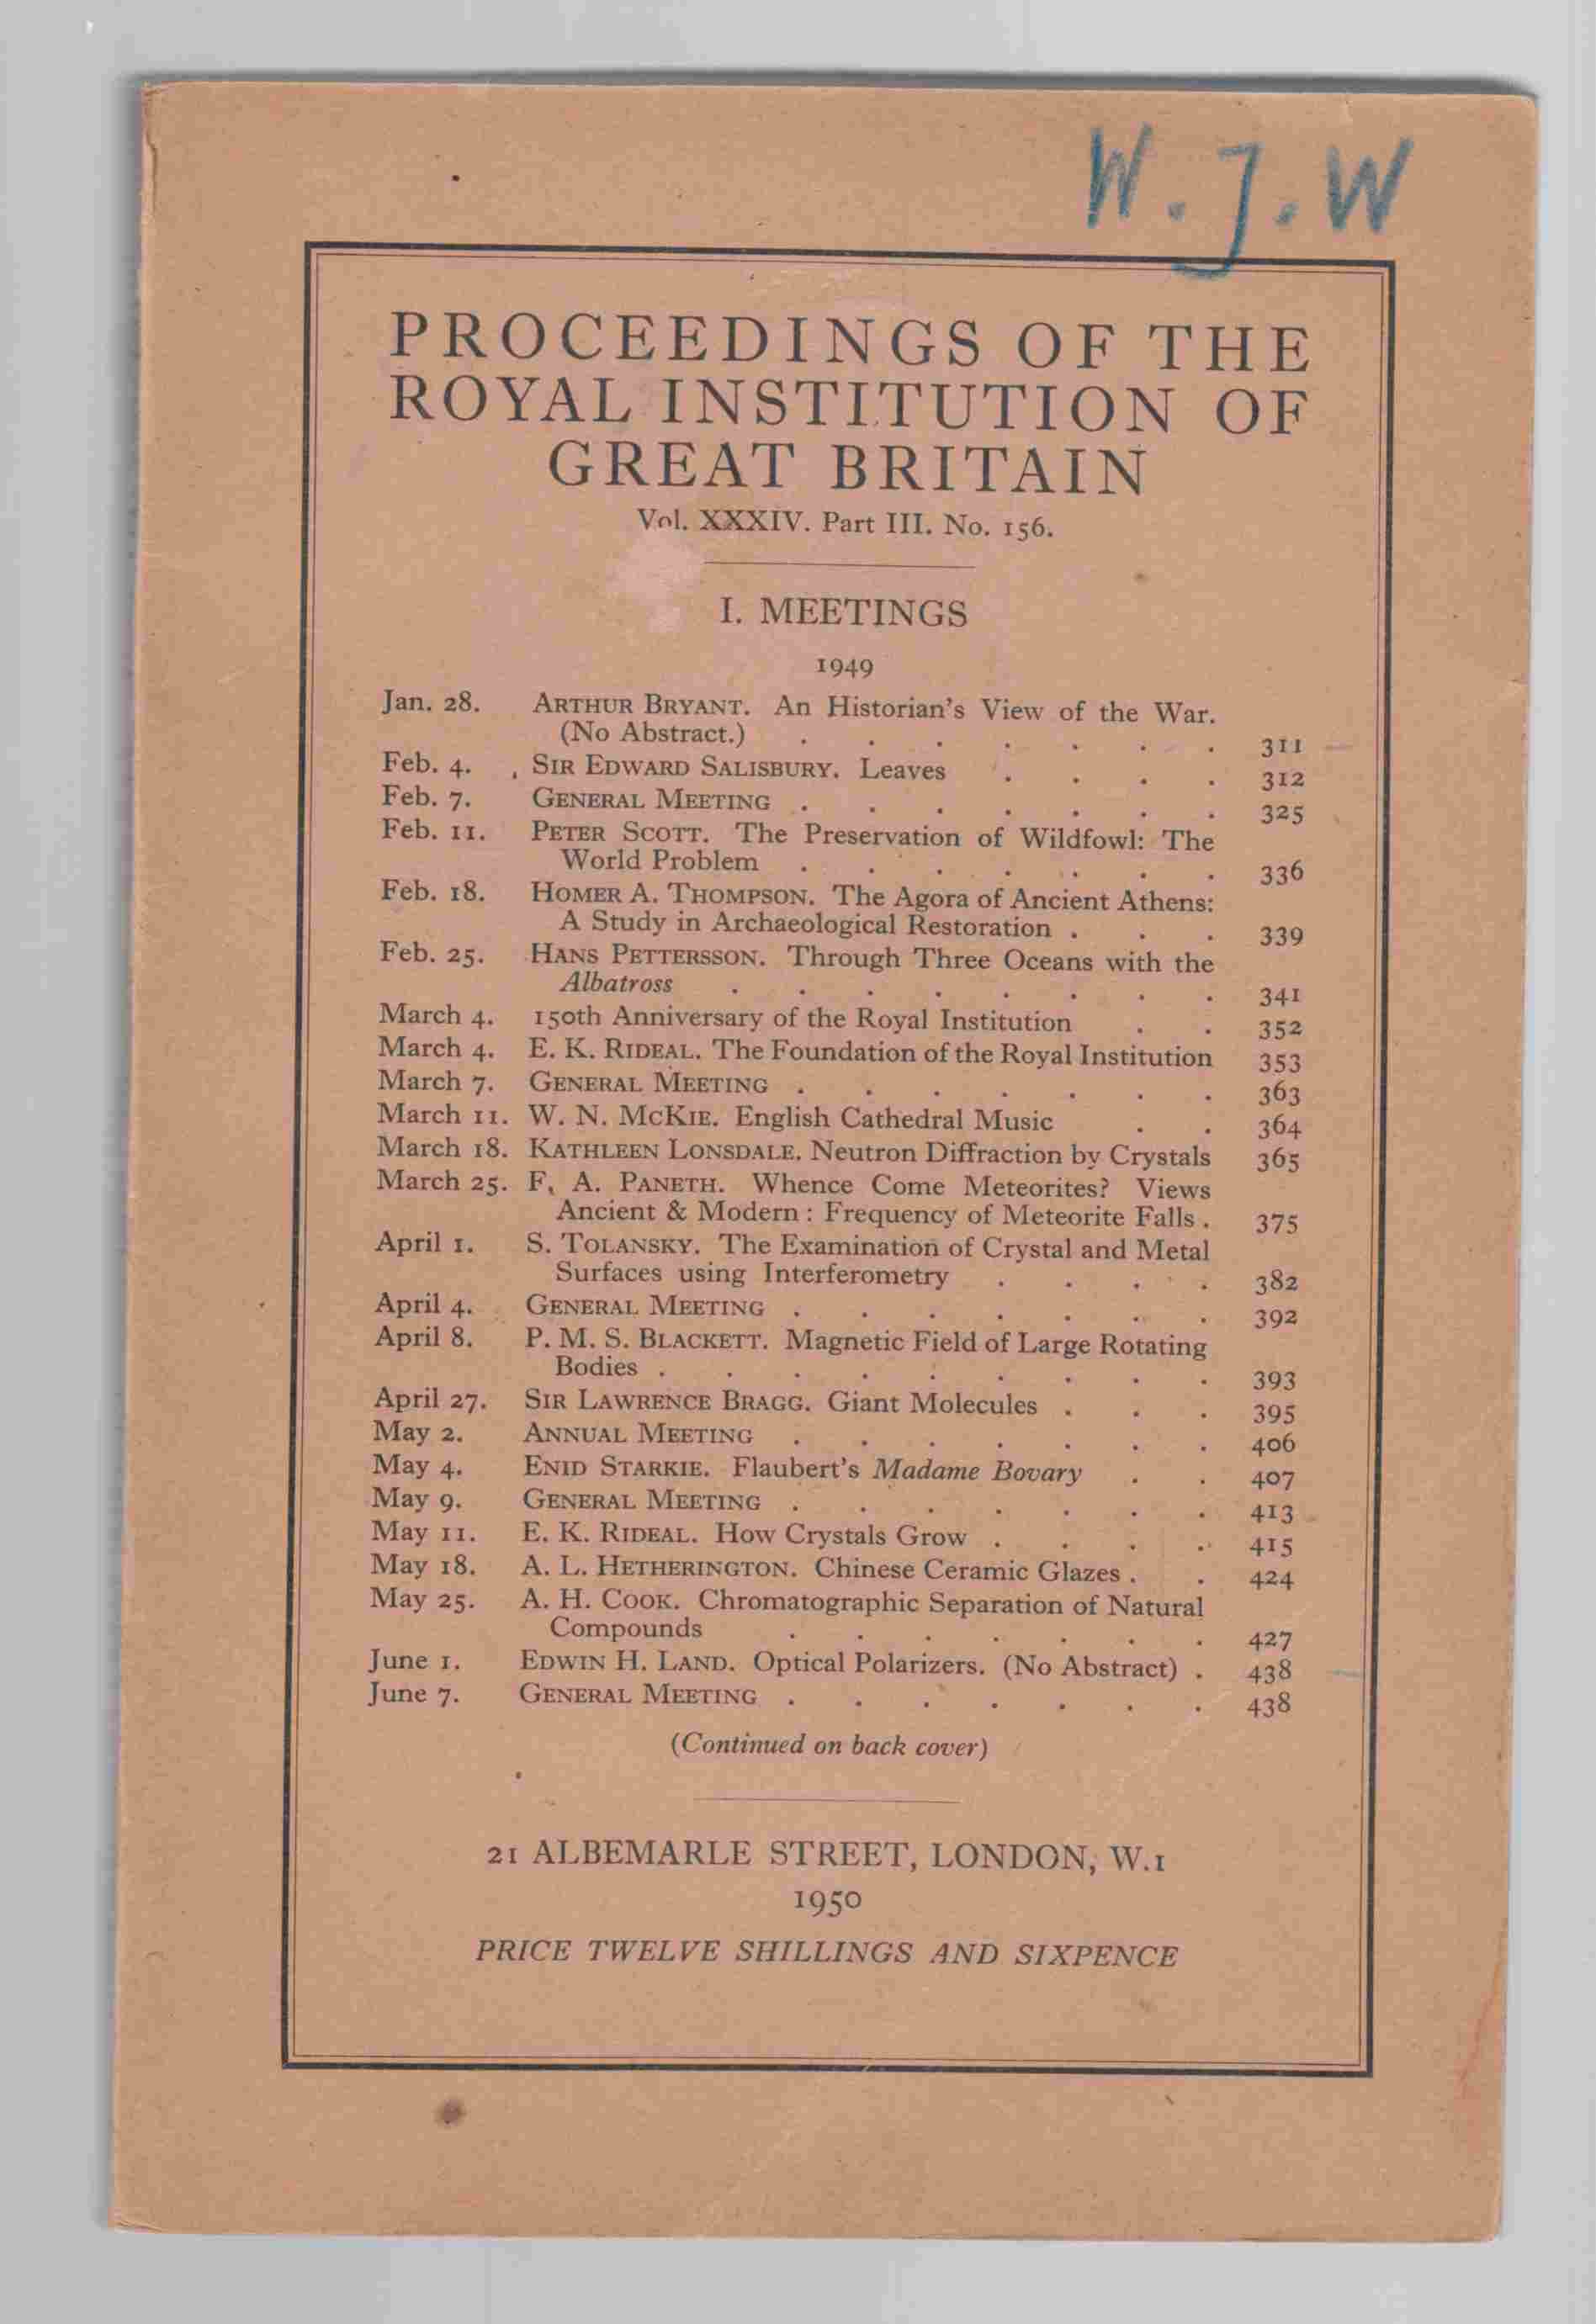 W. J. W
PROCEEDINGS OF THE
ROYAL INSTITUTION OF
GREAT BRITAIN
Vol. XXXIV. Part III. No. 156.
I. MEETINGS
1949
Jan. 28. ARTHUR BRYANT. An Historian's View of the War.
(No Abstract.) . . . . . . . 311
Feb. 4. SIR EDWARD SALISBURY. Leaves . . . . 312
Feb. 7. GENERAL MEETING . . . . . . . 325
Feb. 11. PETER SCOTT. The Preservation of Wildfowl: The
World Problem . . . . . . . 336
Feb. 18. HOMER A. THOMPSON. The Agora of Ancient Athens:
A Study in Archaeological Restoration . . . 339
Feb. 25. HANS PETTERSSON. Through Three Oceans with the
Albatross . . . . . . . . 341
March 4. 150th Anniversary of the Royal Institution . . 352
March 4. E. K. RIDEAL. The Foundation of the Royal Institution 353
March 7. GENERAL MEETING . . . . . . . 363
March 11. W. N. MCKIE. English Cathedral Music . . 364
March 18. KATHLEEN LONSDALE. Neutron Diffraction by Crystals 365
March 25. F. A. PANETH. Whence Come Meteorites? Views
Ancient & Modern : Frequency of Meteorite Falls . 375
April 1. S. TOLANSKY. The Examination of Crystal and Metal
Surfaces using Interferometry . . . . 382
April 4. GENERAL MEETING . . . . . . . 392
April 8. P. M. S. BLACKETT. Magnetic Field of Large Rotating
Bodies . . . . . . . . . 393
April 27. SIR LAWRENCE BRAGG. Giant Molecules . . . 395
May 2. ANNUAL MEETING . . . . . . . 406
May 4. ENID STARKIE. Flaubert's Madame Bovary . . 407
May 9. GENERAL MEETING . . . . . . . 413
May 11. E. K. RIDEAL. How Crystals Grow . . . . 415
May 18. A. L. HETHERINGTON. Chinese Ceramic Glazes . . 424
May 25. A. H. COOK. Chromatographic Separation of Natural
Compounds . . . . . . . 427
June 1. EDWIN H. LAND. Optical Polarizers. (No Abstract) . 438
June 7. GENERAL MEETING . . . . . . . 438
(Continued on back cover)
21 ALBEMARLE STREET, LONDON, W.1
1950
PRICE TWELVE SHILLINGS AND SIXPENCE